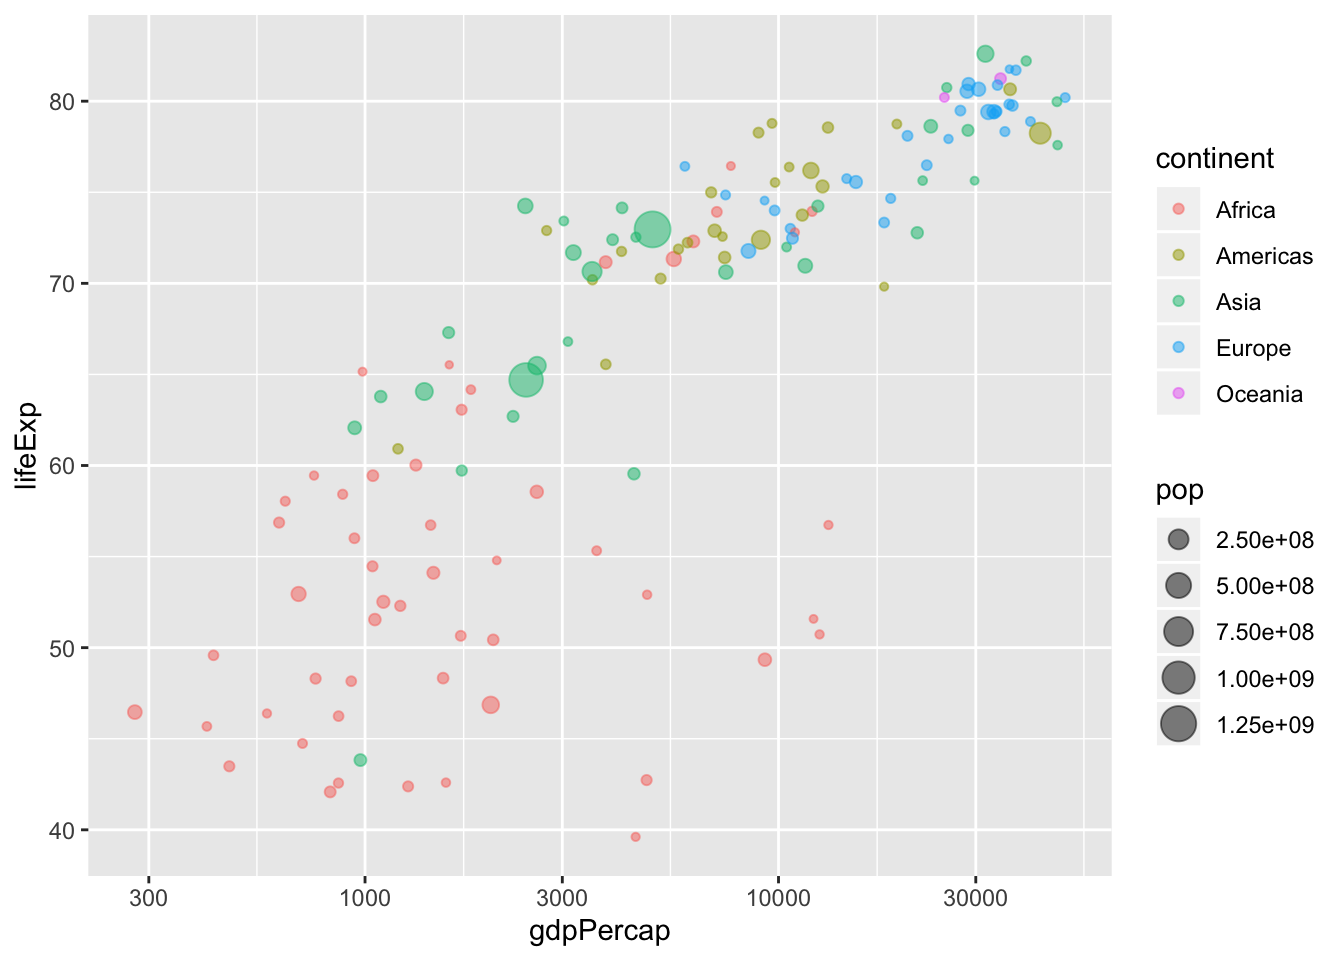 80
70
60
50
40
lifeExp
300
1000
3000
10000
30000
gdpPercap
continent
Africa
Americas
Asia
Europe
Oceania
pop
2.50e+08
5.00e+08
7.50e+08
1.00e+09
1.25e+09